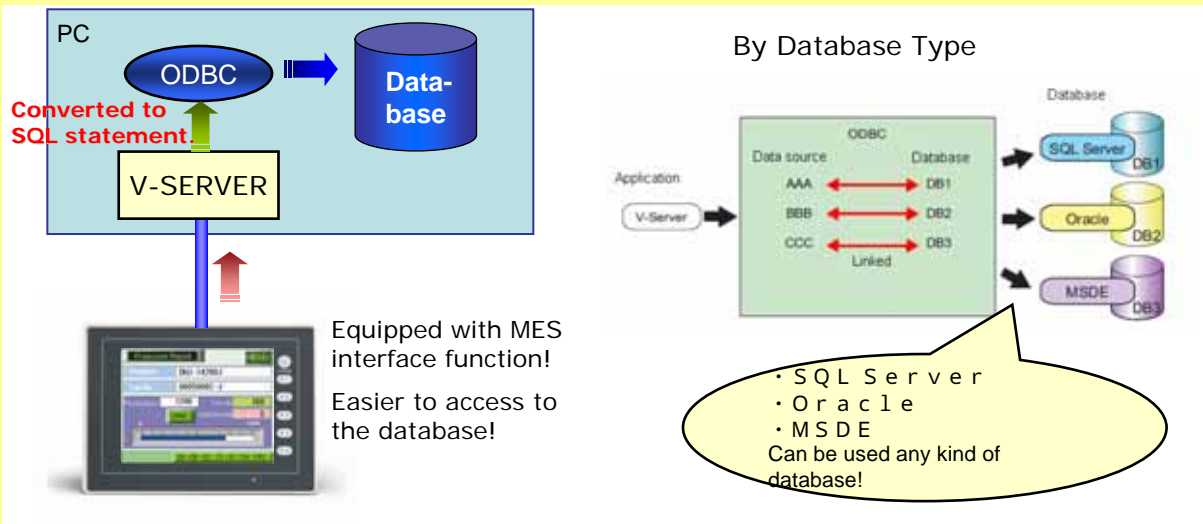 PC
ODBC
Data-
base
Converted to
SQL statement.
V-SERVER
Equipped with MES
interface function!
Easier to access to
the database!
By Database Type
Database
ODBC
Data source Database
Application
V-Server
AAA DB1
BBB DB2
CCC DB3
Linked
SQL Server
DB1
Oracle
DB2
MSDE
DB3
・SQL Server
・Oracle
・MSDE
Can be used any kind of
database!